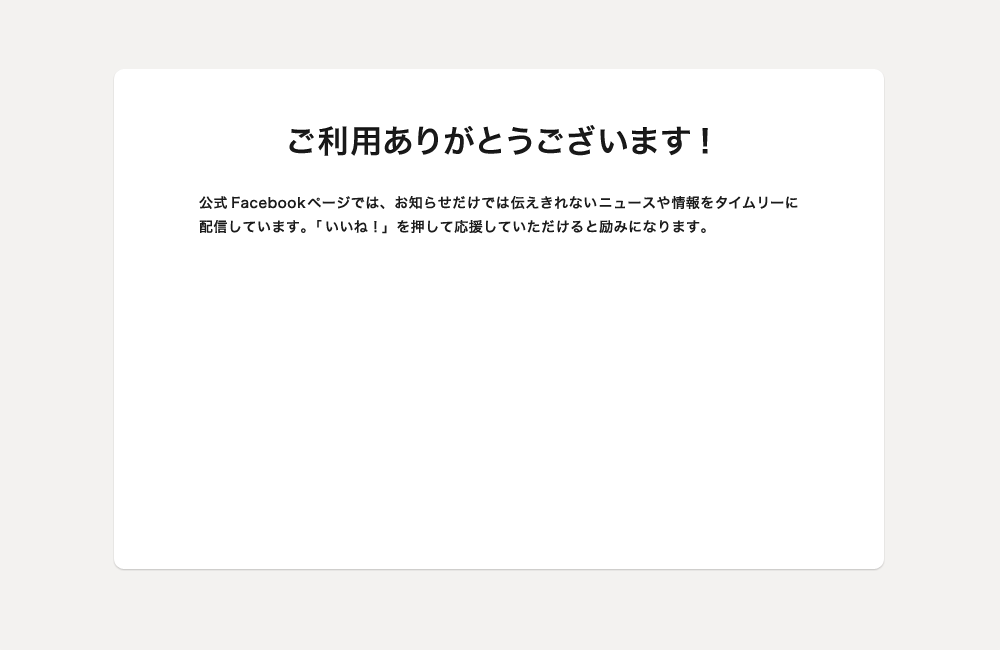 ご利用ありがとうございます！
公式Facebookページでは、お知らせだけでは伝えきれないニュースや情報をタイムリーに
配信しています。「いいね！」を押して応援していただけると励みになります。